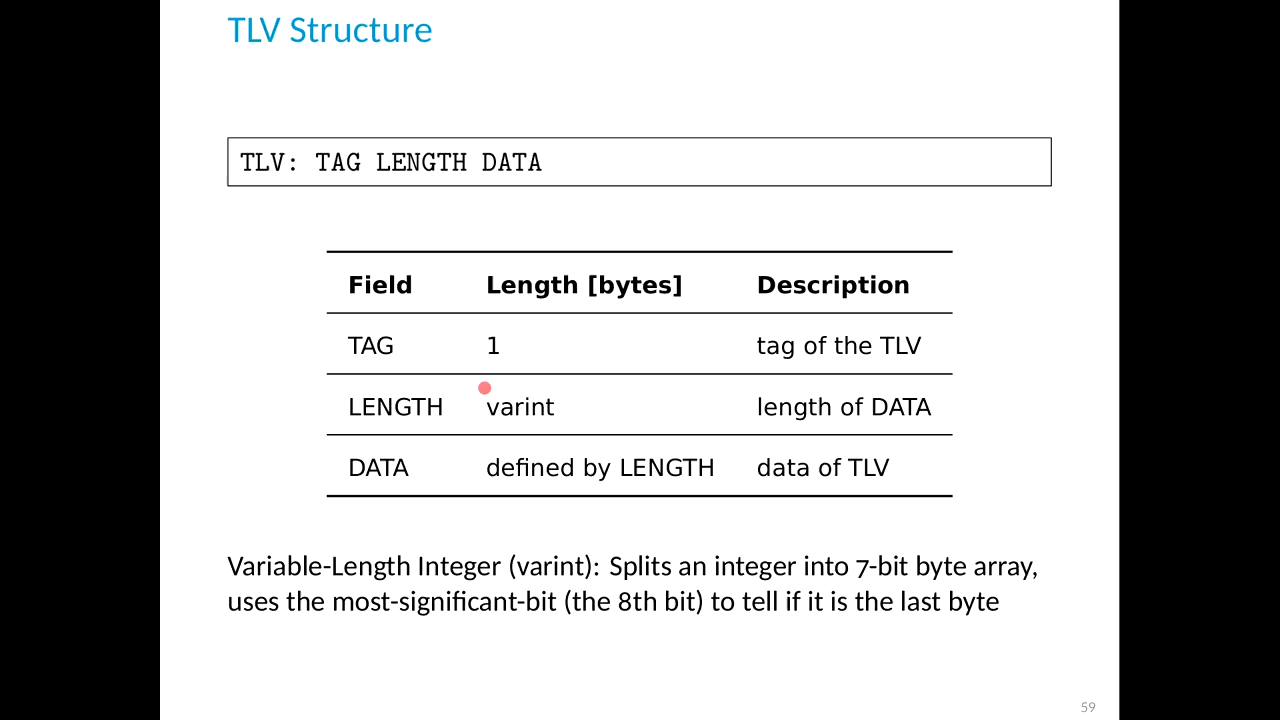 TLV Structure
TLV: TAG LENGTH DATA
Field Length [bytes] Description
TAG 1 tag of the TLV
LENGTH varint length of DATA
DATA defined by LENGTH data of TLV
Variable-Length Integer (varint): Splits an integer into 7-bit byte array,
uses the most-significant-bit (the 8th bit) to tell if it is the last byte
59